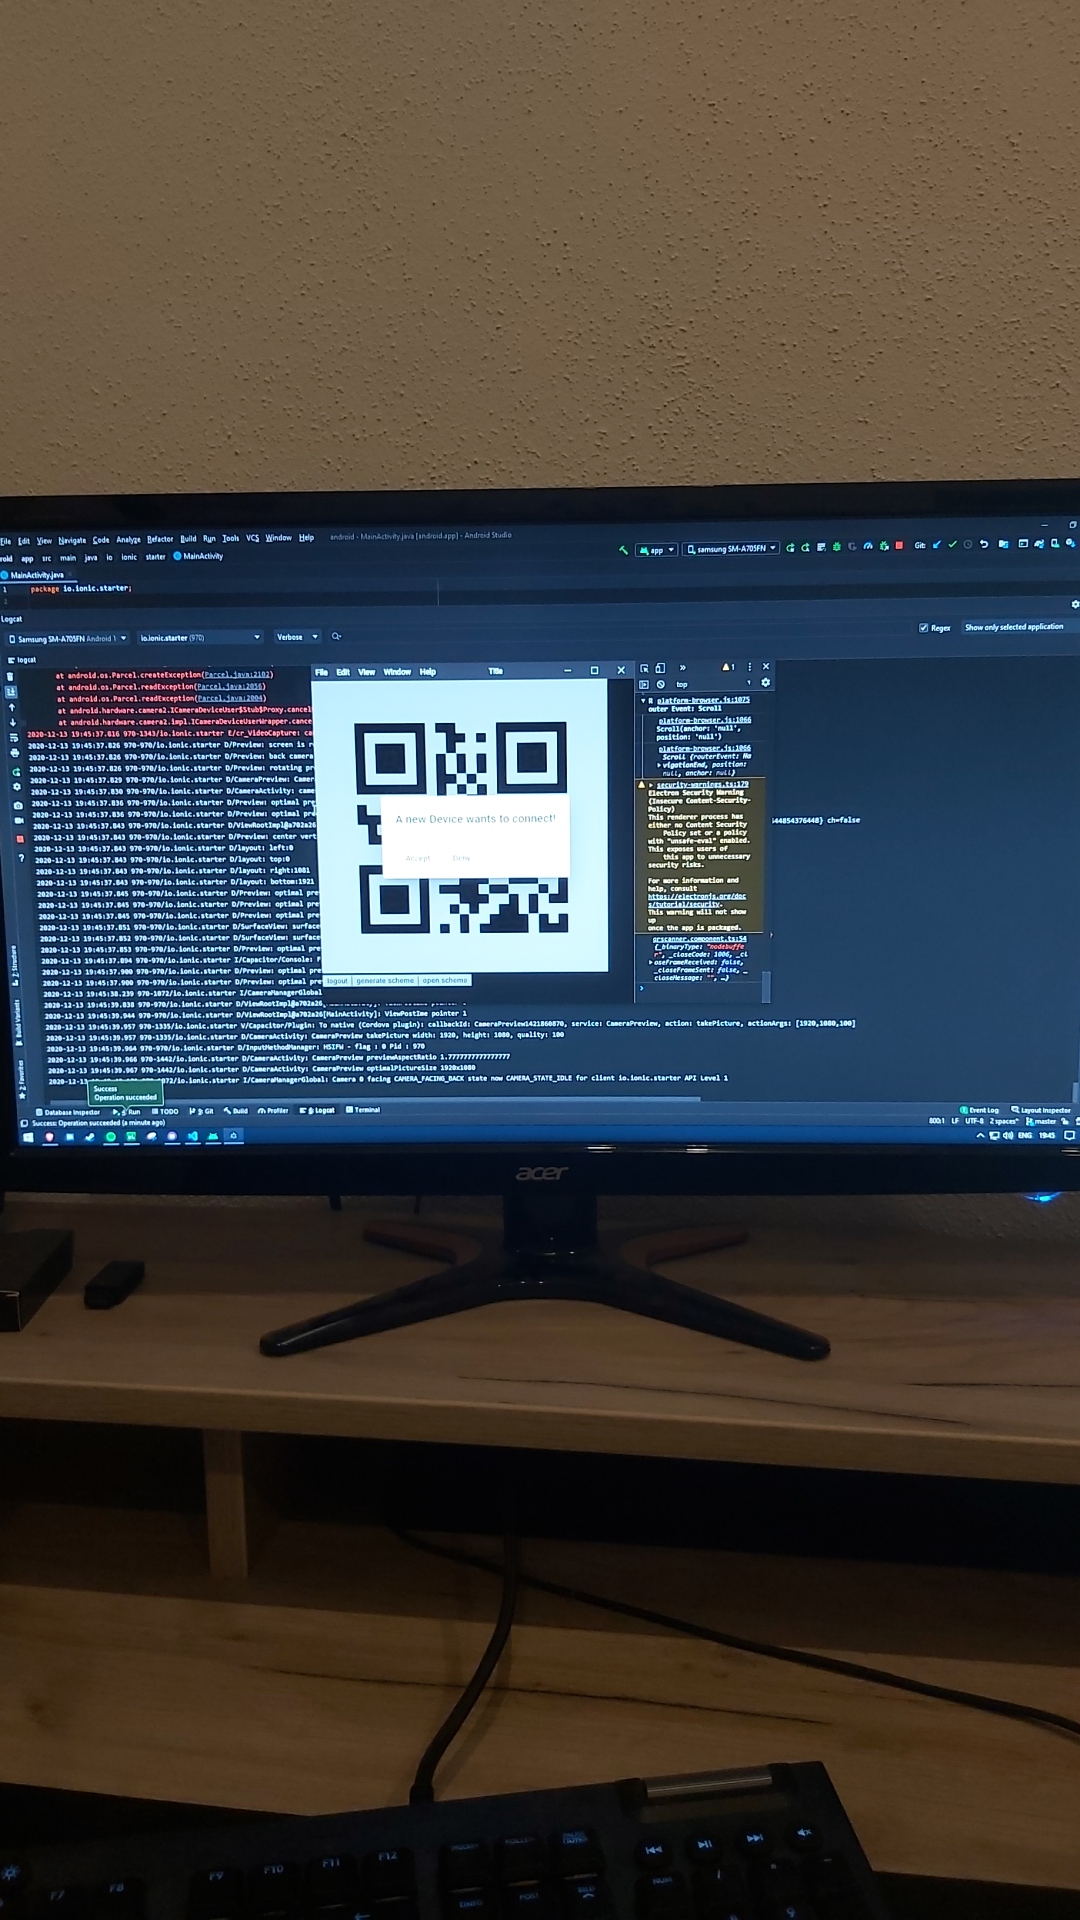 File Edit View Navigate Code Analyze Refactor Build Run Tools VCS Window Help android - MainActivity.java [android.app] - Android Studio
app src main java io ionic starter MainActivity
app samsung SM-A705FN Git:
MainActivity.java
1 package io.ionic.starter;
Logcat
Samsung SM-A705FN Android io.ionic.starter (970) Verbose Regex Show only selected application
logcat
at android.os.Parcel.createException(Parcel.java:2102)
at android.os.Parcel.readException(Parcel.java:2056)
at android.os.Parcel.readException(Parcel.java:2004)
at android.hardware.camera2.ICameraDeviceUser$Stub$Proxy.cancel
at android.hardware.camera2.impl.ICameraDeviceUserWrapper.cance
2020-12-13 19:45:37.816 970-1343/io.ionic.starter E/cr_VideoCapture: ca
2020-12-13 19:45:37.826 970-970/io.ionic.starter D/Preview: screen is r
2020-12-13 19:45:37.826 970-970/io.ionic.starter D/Preview: back camera
2020-12-13 19:45:37.826 970-970/io.ionic.starter D/Preview: rotating pr
2020-12-13 19:45:37.829 970-970/io.ionic.starter D/CameraPreview: Camer
2020-12-13 19:45:37.830 970-970/io.ionic.starter D/CameraActivity: came
2020-12-13 19:45:37.836 970-970/io.ionic.starter D/Preview: optimal pre
2020-12-13 19:45:37.836 970-970/io.ionic.starter D/Preview: optimal pre
2020-12-13 19:45:37.843 970-970/io.ionic.starter D/ViewRootImpl@a702a26
2020-12-13 19:45:37.843 970-970/io.ionic.starter D/Preview: center vert
2020-12-13 19:45:37.843 970-970/io.ionic.starter D/layout: left:0
2020-12-13 19:45:37.843 970-970/io.ionic.starter D/layout: top:0
2020-12-13 19:45:37.843 970-970/io.ionic.starter D/layout: right:1081
2020-12-13 19:45:37.843 970-970/io.ionic.starter D/layout: bottom:1921
2020-12-13 19:45:37.845 970-970/io.ionic.starter D/Preview: optimal pre
2020-12-13 19:45:37.845 970-970/io.ionic.starter D/Preview: optimal pre
2020-12-13 19:45:37.845 970-970/io.ionic.starter D/Preview: optimal pre
2020-12-13 19:45:37.851 970-970/io.ionic.starter D/SurfaceView: surface
2020-12-13 19:45:37.852 970-970/io.ionic.starter D/SurfaceView: surface
2020-12-13 19:45:37.853 970-970/io.ionic.starter D/Preview: optimal pre
2020-12-13 19:45:37.894 970-970/io.ionic.starter I/Capacitor/Console: F
2020-12-13 19:45:37.900 970-970/io.ionic.starter D/Preview: optimal pre
2020-12-13 19:45:38.239 970-1072/io.ionic.starter I/CameraManagerGlobal
2020-12-13 19:45:39.838 970-970/io.ionic.starter D/ViewRootImpl@a702a26[MainActivity]:
2020-12-13 19:45:39.944 970-970/io.ionic.starter D/ViewRootImpl@a702a26[MainActivity]: ViewPostIme pointer 1
2020-12-13 19:45:39.957 970-1335/io.ionic.starter V/Capacitor/Plugin: To native (Cordova plugin): callbackId: CameraPreview1421860870, service: CameraPreview, action: takePicture, actionArgs: [1920,1080,100]
2020-12-13 19:45:39.957 970-1335/io.ionic.starter D/CameraActivity: CameraPreview takePicture width: 1920, height: 1080, quality: 100
2020-12-13 19:45:39.964 970-970/io.ionic.starter D/InputMethodManager: HSIFW - flag : 0 Pid : 970
2020-12-13 19:45:39.966 970-1442/io.ionic.starter D/CameraActivity: CameraPreview previewAspectRatio 1.7777777777777777
2020-12-13 19:45:39.967 970-1442/io.ionic.starter D/CameraActivity: CameraPreview optimalPictureSize 1920x1080
I/CameraManagerGlobal: Camera 0 facing CAMERA_FACING_BACK state now CAMERA_STATE_IDLE for client io.ionic.starter API Level 1
File Edit View Window Help Title
A new Device wants to connect!
Accept Deny
logout generate scheme open schema
top 1
platform-browser.js:1075
outer Event: Scroll
platform-browser.js:1066
Scroll(anchor: 'null',
position: 'null')
platform-browser.js:1066
Scroll {routerEvent: Na
vigationEnd, position:
null, anchor: null}
security-warnings.ts:179
Electron Security Warning
(Insecure Content-Security-
Policy)
This renderer process has
either no Content Security
Policy set or a policy
with "unsafe-eval" enabled.
This exposes users of
this app to unnecessary
security risks.
For more information and
help, consult
https://electronjs.org/doc
s/tutorial/security.
This warning will not show
up
once the app is packaged.
qrscanner.component.ts:54
{_binaryType: "nodebuffe
r", _closeCode: 1006, _cl
oseFrameReceived: false,
_closeFrameSent: false, _
closeMessage: "", …}
44854376448} ch=false
Success
Operation succeeded
Z: Structure
Build Variants
2: Favorites
Database Inspector Run TODO Git Build Profiler 6: Logcat Terminal Event Log Layout Inspector
Success: Operation succeeded (a minute ago) 800:1 LF UTF-8 2 spaces master
ENG 19:45
acer
F7 F8 F9 F10 F11 F12
NUM /
9